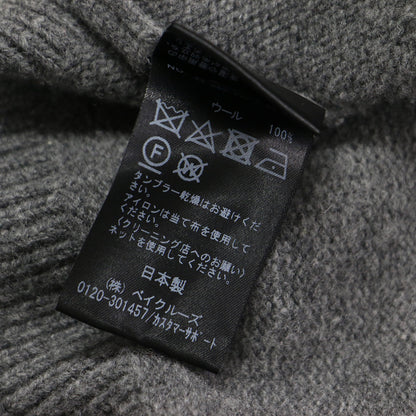 ウール 100%
F W
タンブラー乾燥はお避けくだ
さい。
アイロンは当て布を使用して
ください。
(クリーニング店へのお願い)
ネットを使用してください。
日本製
(株) ベイクルーズ
0120-301457/カスタマーサポート